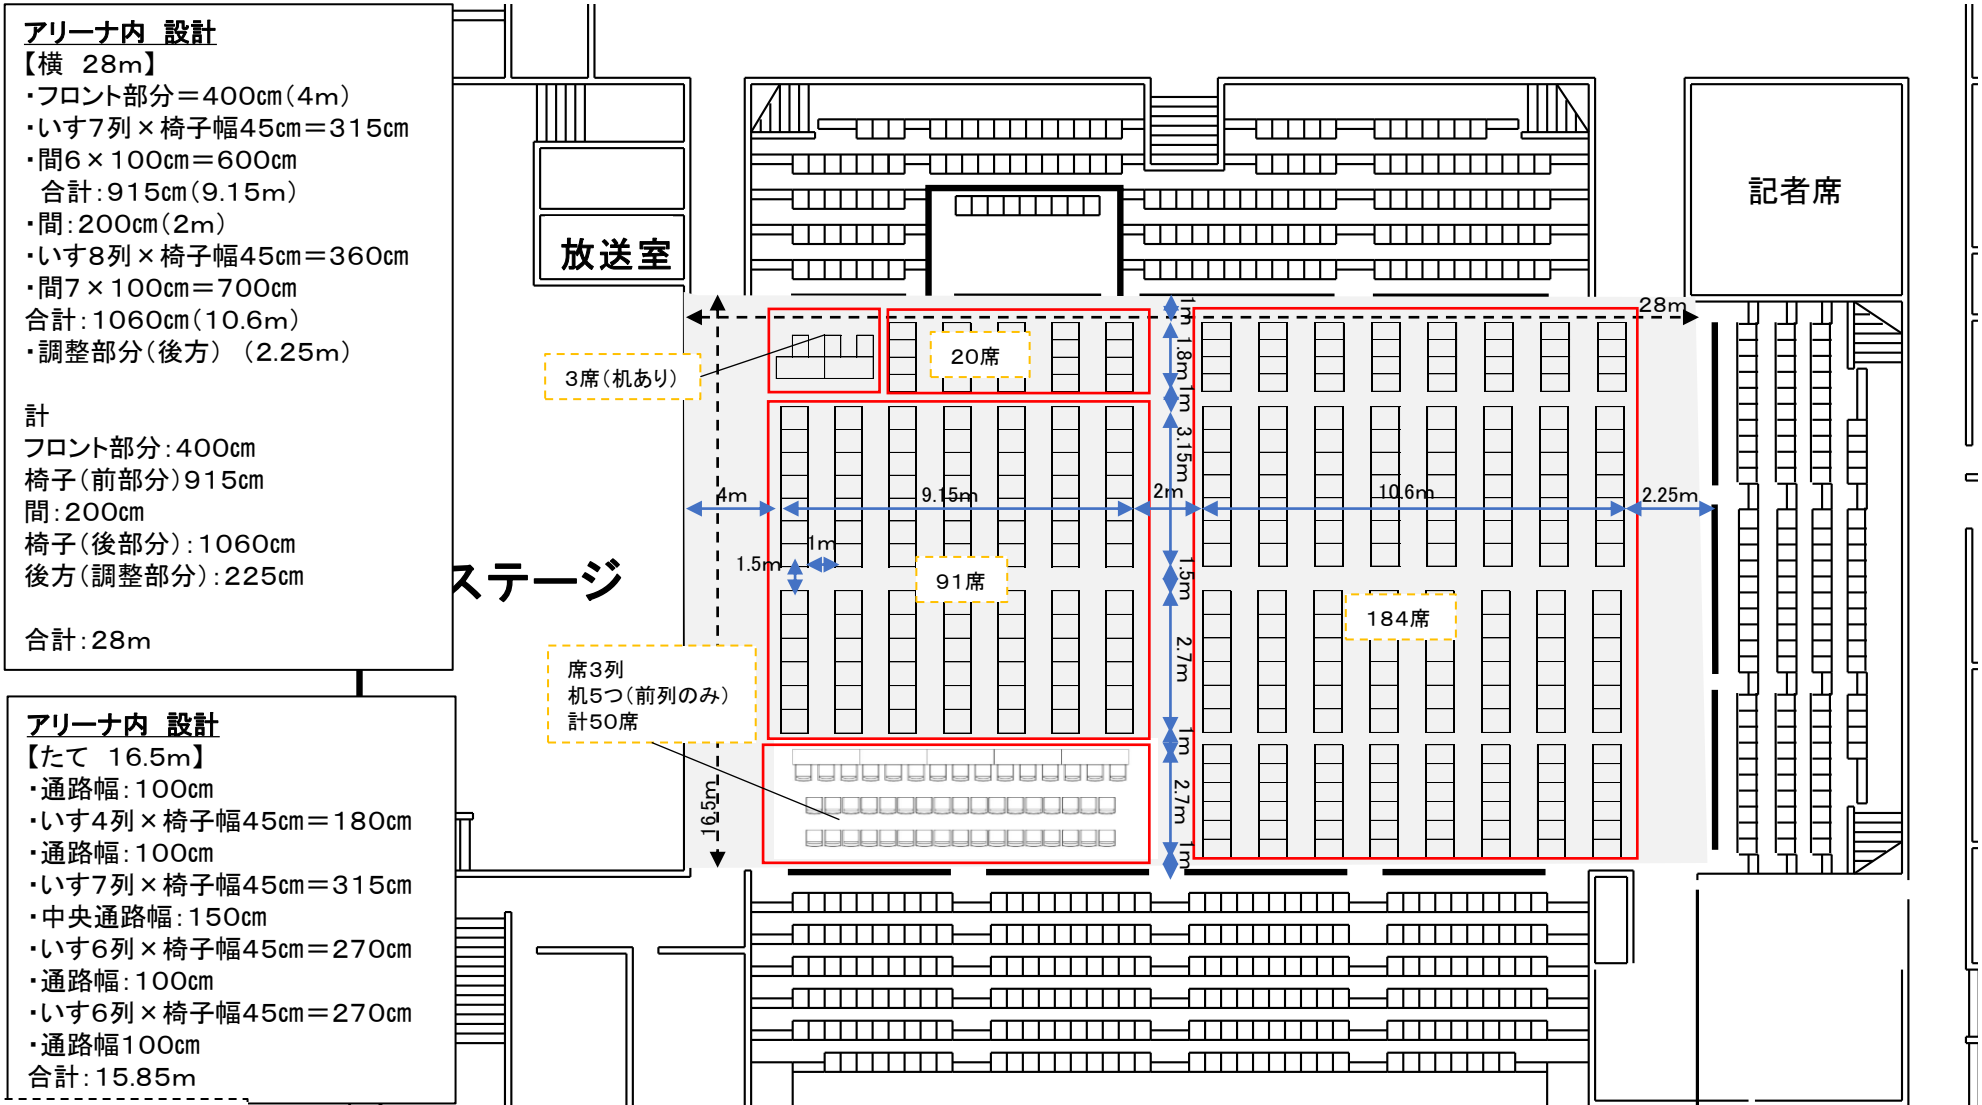 アリーナ内 設計
【横 28m】
・フロント部分＝400㎝(4m)
・いす7列×椅子幅45㎝＝315㎝
・間6×100㎝＝600㎝
合計：915㎝(9.15m)
・間：200㎝(2m)
・いす8列×椅子幅45㎝＝360㎝
・間7×100㎝＝700㎝
合計：1060㎝(10.6m)
・調整部分(後方) (2.25m)
計
フロント部分：400㎝
椅子(前部分)915㎝
間：200㎝
椅子(後部分)：1060㎝
後方(調整部分)：225㎝
合計：28m
アリーナ内 設計
【たて 16.5m】
・通路幅：100㎝
・いす4列×椅子幅45㎝＝180㎝
・通路幅：100㎝
・いす7列×椅子幅45㎝＝315㎝
・中央通路幅：150㎝
・いす6列×椅子幅45㎝＝270㎝
・通路幅：100㎝
・いす6列×椅子幅45㎝＝270㎝
・通路幅100㎝
合計：15.85m
放送室
記者席
ステージ
28m
3席(机あり)
20席
91席
184席
席3列
机5つ(前列のみ)
計50席
4m
9.15m
2m
10.6m
2.25m
1m
1.5m
16.5m
1m
1.8m
1m
3.15m
1.5m
2.7m
1m
2.7m
1m